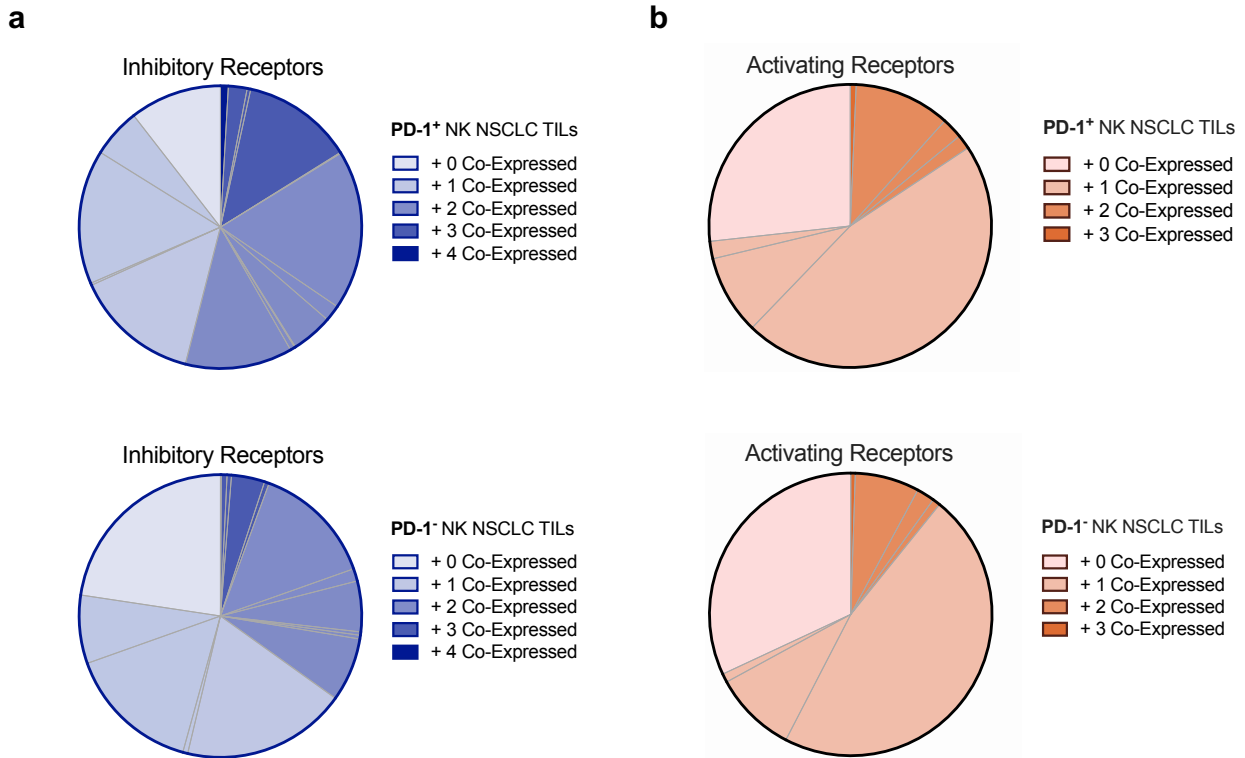 a
Inhibitory Receptors
PD-1⁺ NK NSCLC TILs
+ 0 Co-Expressed
+ 1 Co-Expressed
+ 2 Co-Expressed
+ 3 Co-Expressed
+ 4 Co-Expressed
b
Activating Receptors
PD-1⁺ NK NSCLC TILs
+ 0 Co-Expressed
+ 1 Co-Expressed
+ 2 Co-Expressed
+ 3 Co-Expressed
Inhibitory Receptors
PD-1⁻ NK NSCLC TILs
+ 0 Co-Expressed
+ 1 Co-Expressed
+ 2 Co-Expressed
+ 3 Co-Expressed
+ 4 Co-Expressed
Activating Receptors
PD-1⁻ NK NSCLC TILs
+ 0 Co-Expressed
+ 1 Co-Expressed
+ 2 Co-Expressed
+ 3 Co-Expressed